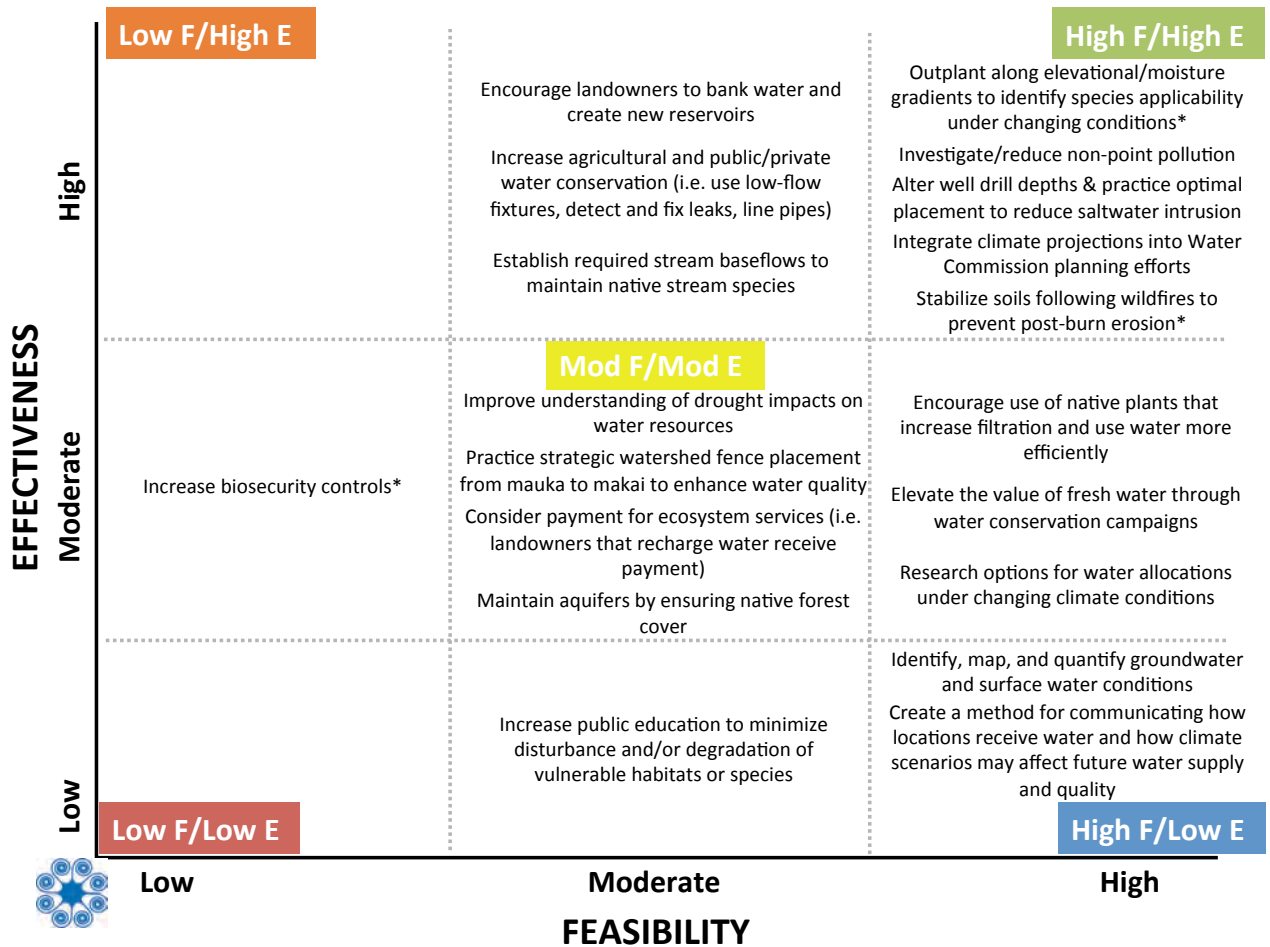 Low F/High E
High F/High E
Encourage landowners to bank water and
create new reservoirs
Increase agricultural and public/private
water conservation (i.e. use low-flow
fixtures, detect and fix leaks, line pipes)
Establish required stream baseflows to
maintain native stream species
Outplant along elevational/moisture
gradients to identify species applicability
under changing conditions*
Investigate/reduce non-point pollution
Alter well drill depths & practice optimal
placement to reduce saltwater intrusion
Integrate climate projections into Water
Commission planning efforts
Stabilize soils following wildfires to
prevent post-burn erosion*
High
EFFECTIVENESS
Moderate
Increase biosecurity controls*
Mod F/Mod E
Improve understanding of drought impacts on
water resources
Practice strategic watershed fence placement
from mauka to makai to enhance water quality
Consider payment for ecosystem services (i.e.
landowners that recharge water receive
payment)
Maintain aquifers by ensuring native forest
cover
Encourage use of native plants that
increase filtration and use water more
efficiently
Elevate the value of fresh water through
water conservation campaigns
Research options for water allocations
under changing climate conditions
Low
Low F/Low E
Increase public education to minimize
disturbance and/or degradation of
vulnerable habitats or species
Identify, map, and quantify groundwater
and surface water conditions
Create a method for communicating how
locations receive water and how climate
scenarios may affect future water supply
and quality
High F/Low E
Low
Moderate
High
FEASIBILITY